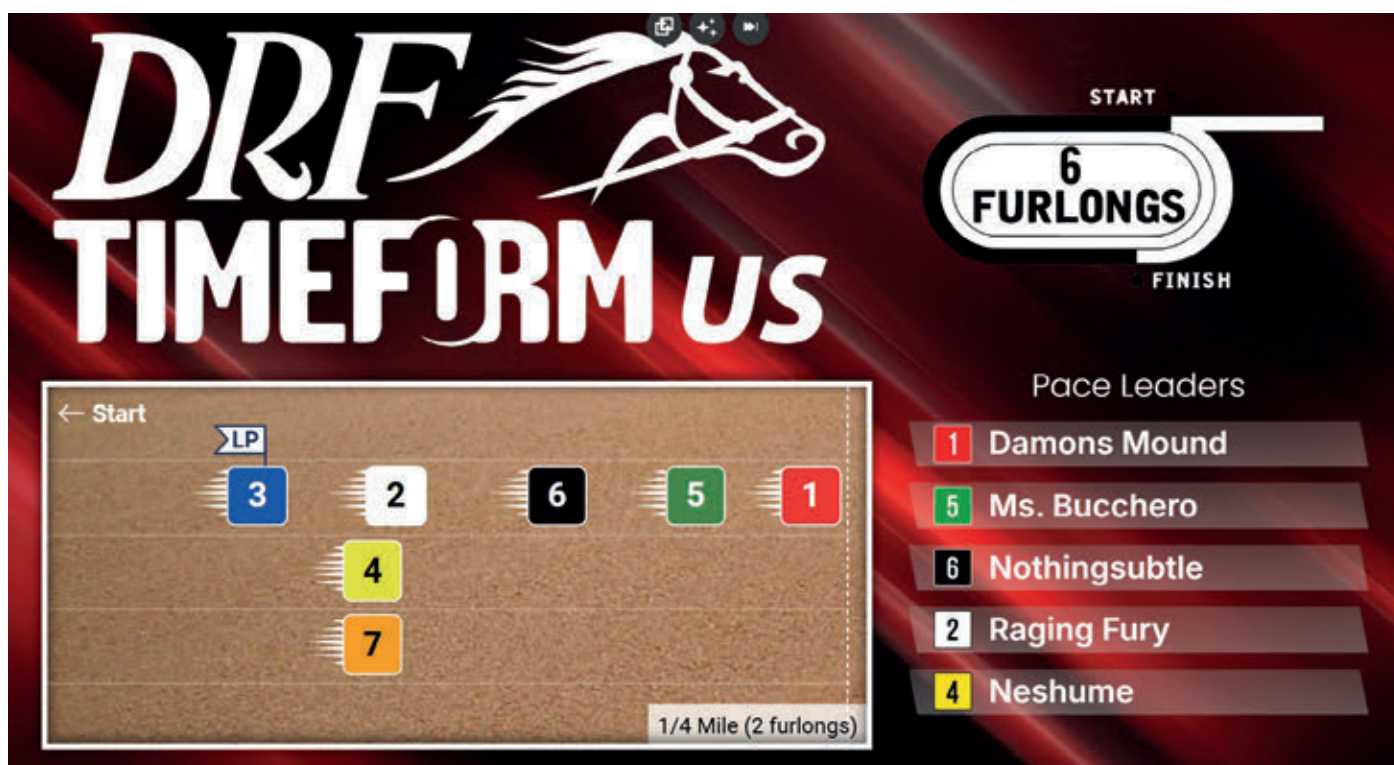 DRF
TIMEFORM US
START
6
FURLONGS
FINISH
← Start
LP
3
2
6
5
1
4
7
1/4 Mile (2 furlongs)
Pace Leaders
1 Damons Mound
5 Ms. Bucchero
6 Nothingsubtle
2 Raging Fury
4 Neshume